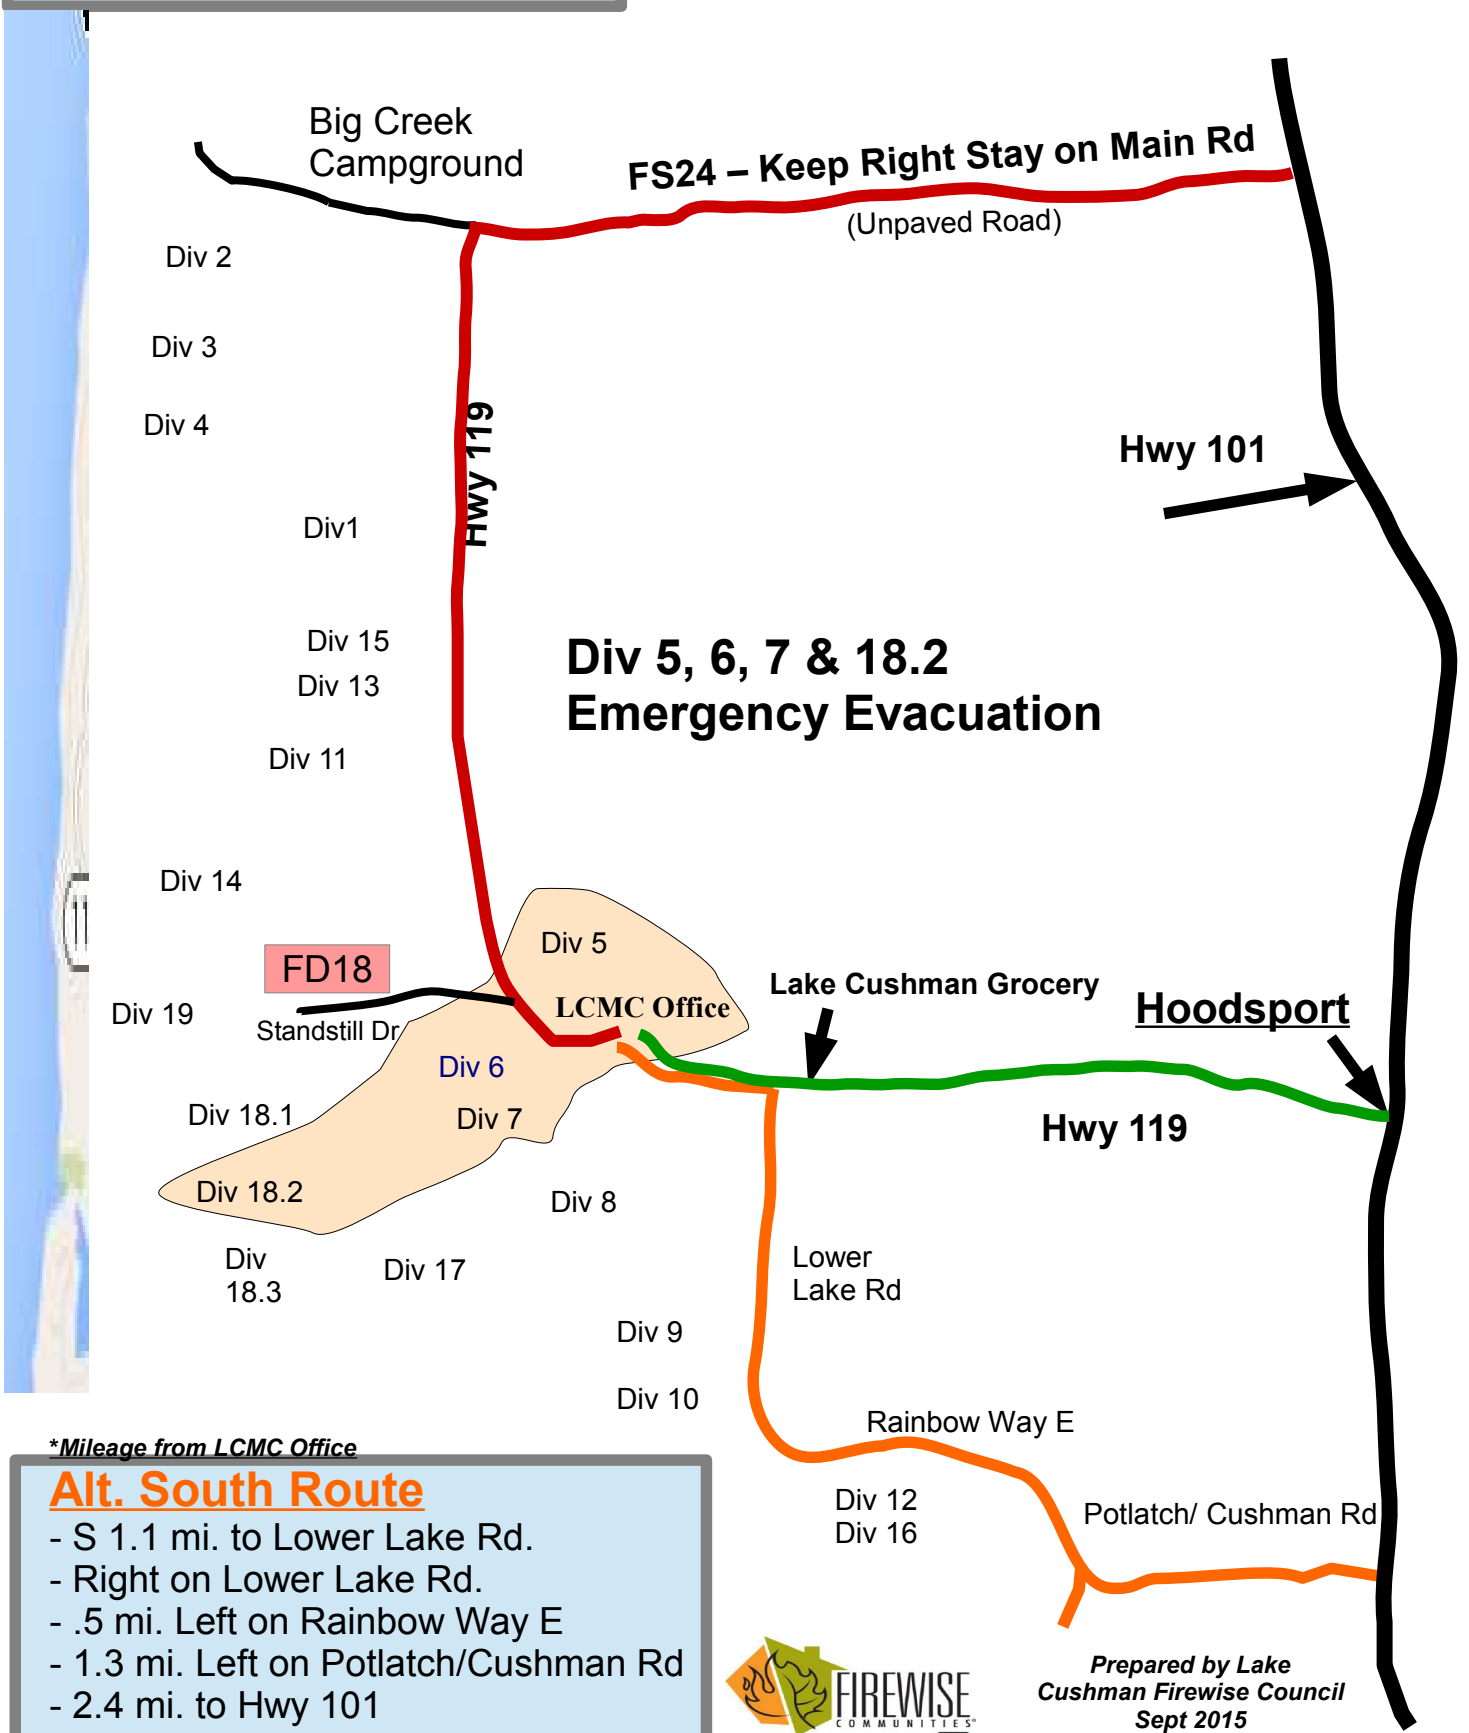 Big Creek
Campground
FS24 – Keep Right Stay on Main Rd
(Unpaved Road)
Div 2
Div 3
Div 4
Hwy 119
Hwy 101
Div1
Div 15
Div 13
Div 5, 6, 7 & 18.2
Emergency Evacuation
Div 11
Div 14
11
Div 5
FD18
Lake Cushman Grocery
LCMC Office
Hoodsport
Div 19
Standstill Dr
Div 6
Div 18.1
Div 7
Hwy 119
Div 18.2
Div 8
Div
18.3
Div 17
Lower
Lake Rd
Div 9
Div 10
Rainbow Way E
*Mileage from LCMC Office
Alt. South Route
- S 1.1 mi. to Lower Lake Rd.
- Right on Lower Lake Rd.
- .5 mi. Left on Rainbow Way E
- 1.3 mi. Left on Potlatch/Cushman Rd
- 2.4 mi. to Hwy 101
Div 12
Div 16
Potlatch/ Cushman Rd
FIREWISE
COMMUNITIES
Prepared by Lake
Cushman Firewise Council
Sept 2015